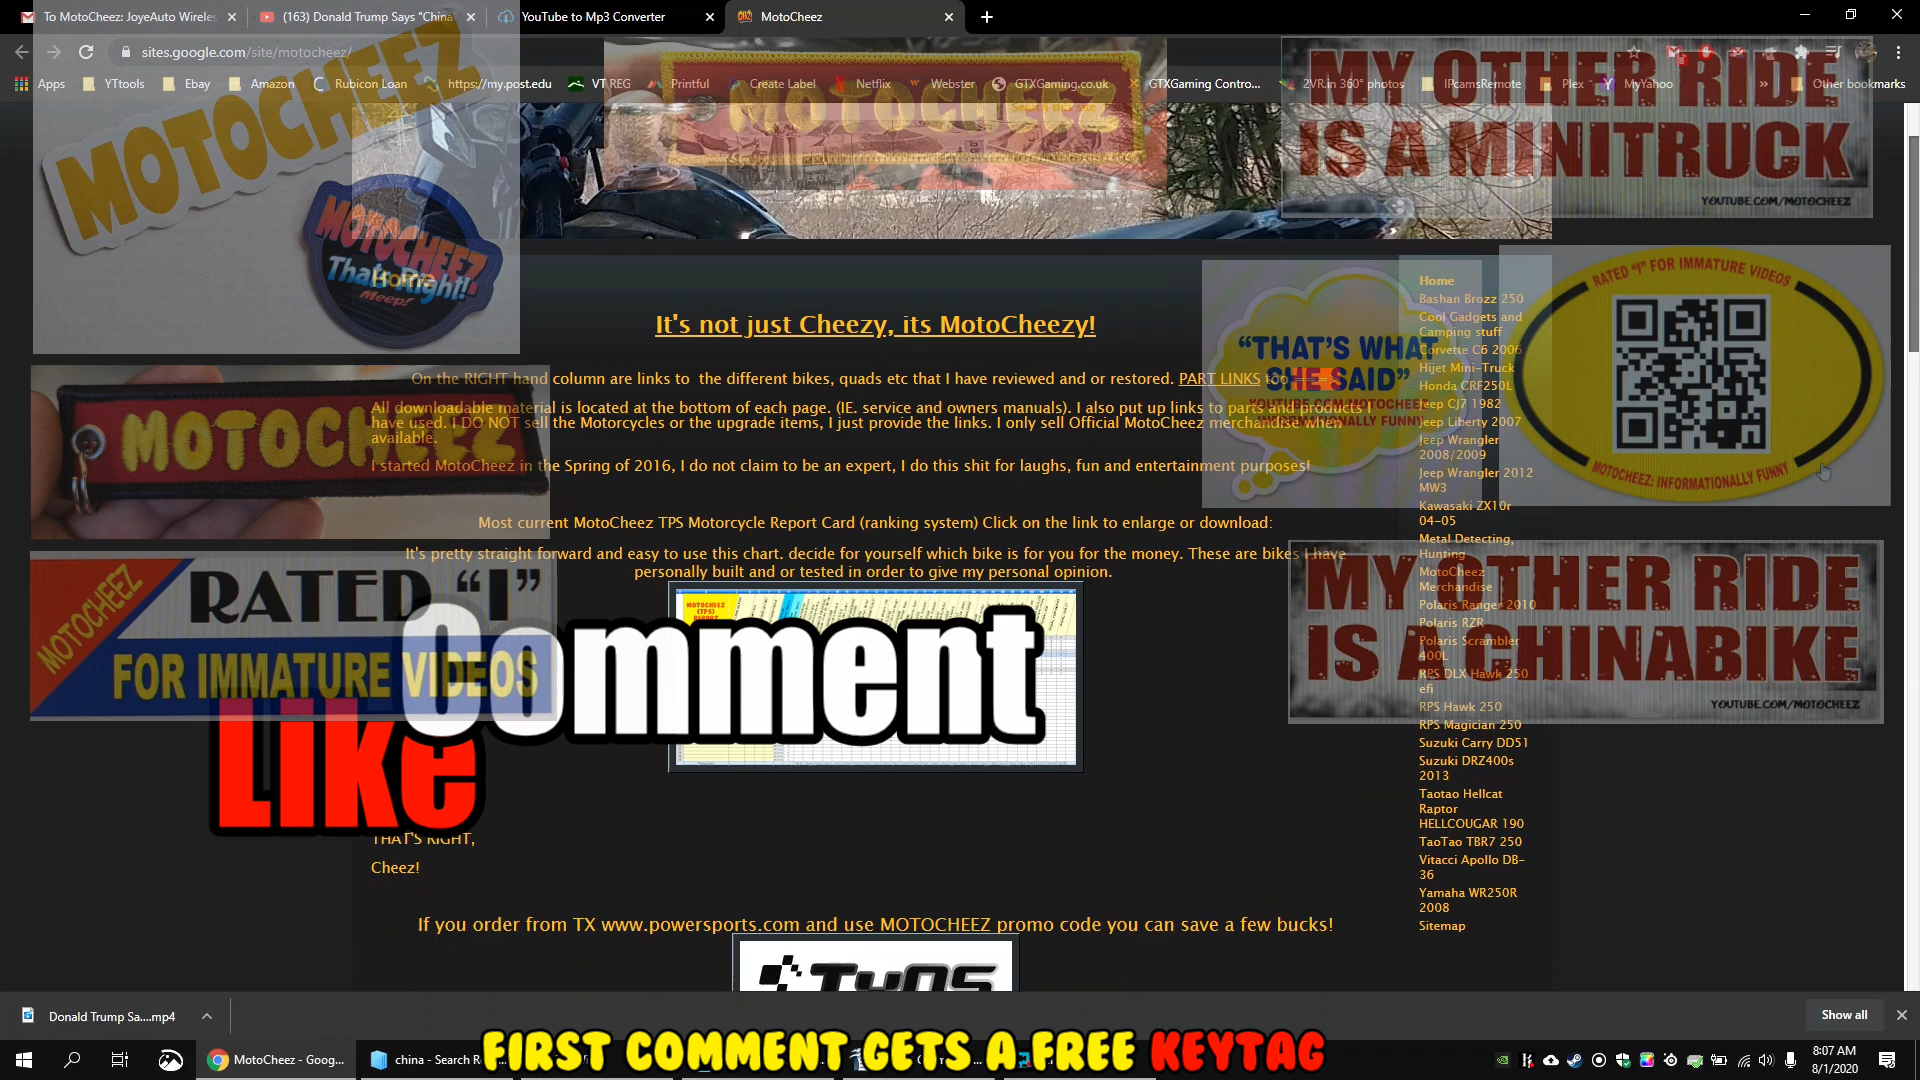 To MotoCheez: JoyeAuto Wireles
(163) Donald Trump Says "China
YouTube to Mp3 Converter
MotoCheez
sites.google.com/site/motocheez/
Apps
YTtools
Ebay
Amazon
Rubicon Loan
https://my.post.edu
VT REG
Printful
Create Label
Netflix
Webster
GTXGaming.co.uk
GTXGaming Contro...
2VR.in 360° photos
IPcamsRemote
Plex
MyYahoo
Other bookmarks
MOTOCHEEZ
MOTOCHEEZ
That's Right!
Meep!
MOTOCHEEZ
MY OTHER RIDE
IS A MINITRUCK
YOUTUBE.COM/MOTOCHEEZ
Home
It's not just Cheezy, its MotoCheezy!
On the RIGHT hand column are links to the different bikes, quads etc that I have reviewed and or restored. PART LINKS too
All downloadable material is located at the bottom of each page. (IE. service and owners manuals). I also put up links to parts and products I
have used. I DO NOT sell the Motorcycles or the upgrade items, I just provide the links. I only sell Official MotoCheez merchandise when
available.
I started MotoCheez in the Spring of 2016, I do not claim to be an expert, I do this shit for laughs, fun and entertainment purposes!
Most current MotoCheez TPS Motorcycle Report Card (ranking system) Click on the link to enlarge or download:
It's pretty straight forward and easy to use this chart. decide for yourself which bike is for you for the money. These are bikes I have
personally built and or tested in order to give my personal opinion.
MOTOCHEEZ
(TPS)
REPORT
MOTOCHEEZ
MOTOCHEEZ
RATED "I"
FOR IMMATURE VIDEOS
Comment
Like
"THAT'S WHAT
SHE SAID"
YOUTUBE.COM/MOTOCHEEZ
INFORMATIONALLY FUNNY
RATED "I" FOR IMMATURE VIDEOS
MOTOCHEEZ: INFORMATIONALLY FUNNY
MY OTHER RIDE
IS A CHINABIKE
YOUTUBE.COM/MOTOCHEEZ
Home
Bashan Brozz 250
Cool Gadgets and
Camping stuff
Corvette C6 2006
Hijet Mini-Truck
Honda CRF250L
Jeep CJ7 1982
Jeep Liberty 2007
Jeep Wrangler
2008/2009
Jeep Wrangler 2012
MW3
Kawasaki ZX10r
04-05
Metal Detecting,
Hunting
MotoCheez
Merchandise
Polaris Ranger 2010
Polaris RZR
Polaris Scrambler
400L
RPS DLX Hawk 250
efi
RPS Hawk 250
RPS Magician 250
Suzuki Carry DD51
Suzuki DRZ400s
2013
Taotao Hellcat
Raptor
HELLCOUGAR 190
TaoTao TBR7 250
Vitacci Apollo DB-
36
Yamaha WR250R
2008
Sitemap
THAT'S RIGHT,
Cheez!
If you order from TX www.powersports.com and use MOTOCHEEZ promo code you can save a few bucks!
Donald Trump Sa....mp4
Show all
MotoCheez - Goog...
china - Search R
FIRST COMMENT GETS A FREE KEYTAG
8:07 AM
8/1/2020